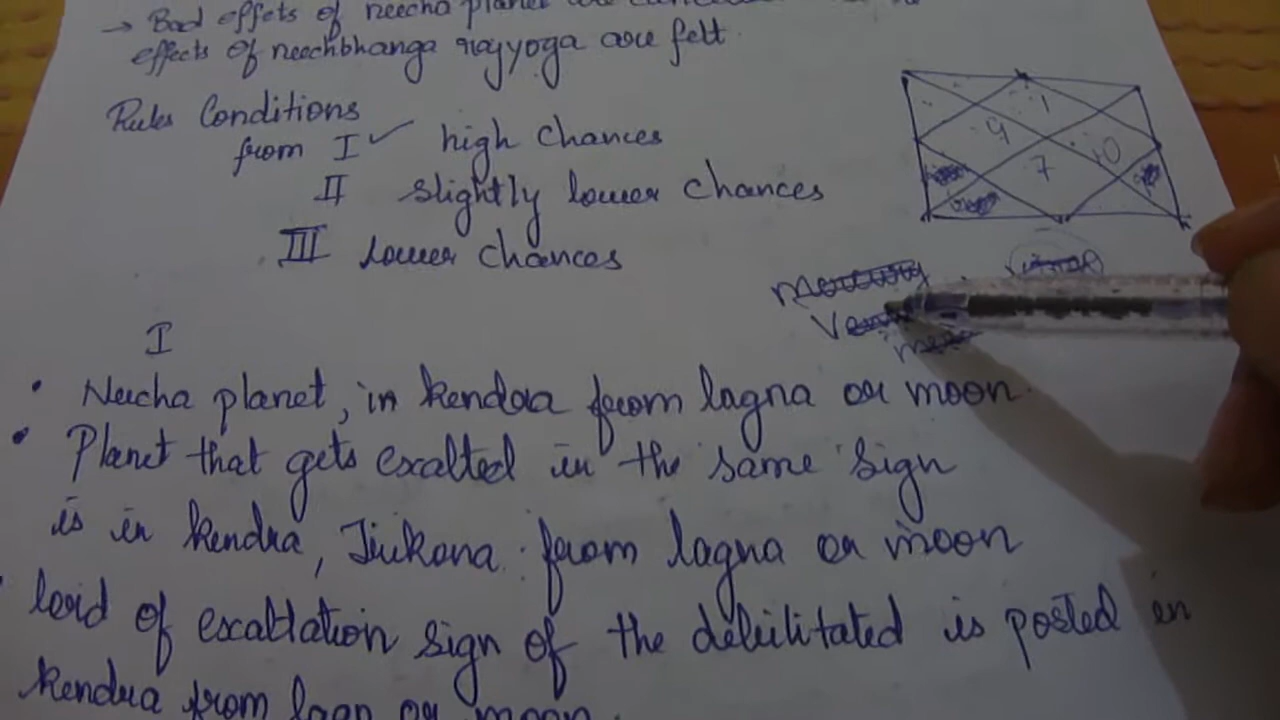 → Bad effets of neecha planet are
effects of neechbhanga rajyoga are felt
Rules Conditions
from I ✓ high chances
II slightly lower chances
III lower chances
1
4
7
10
I
• Neecha planet, in kendra from lagna or moon.
• Planet that gets exalted in the same sign
is in kendra, Trikona. from lagna or moon
lord of exaltation sign of the debilitated is posted in
kendra from lagn or moon.